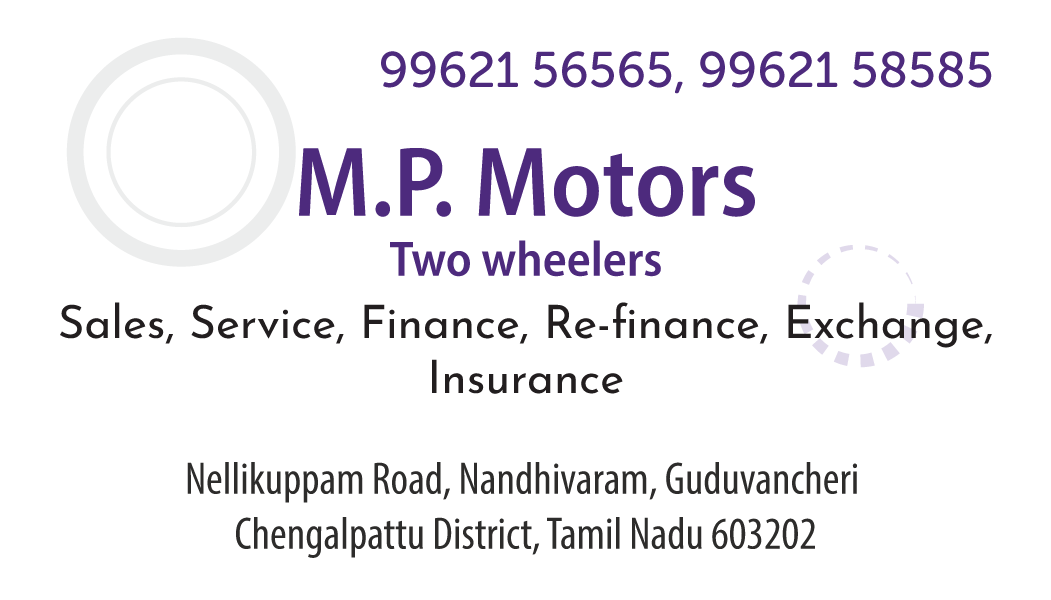 99621 56565, 99621 58585
M.P. Motors
Two wheelers
Sales, Service, Finance, Re-finance, Exchange,
Insurance
Nellikuppam Road, Nandhivaram, Guduvancheri
Chengalpattu District, Tamil Nadu 603202